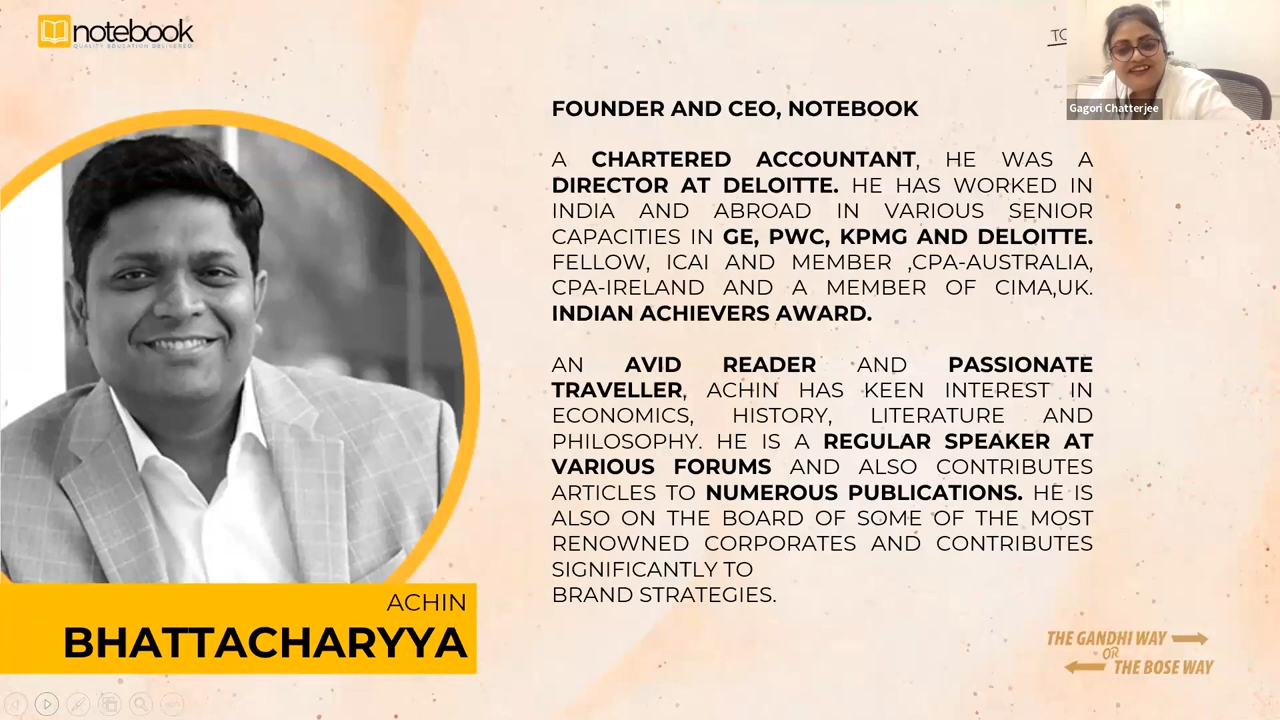 notebook
QUALITY EDUCATION DELIVERED
TO
Gagori Chatterjee
FOUNDER AND CEO, NOTEBOOK
A CHARTERED ACCOUNTANT, HE WAS A
DIRECTOR AT DELOITTE. HE HAS WORKED IN
INDIA AND ABROAD IN VARIOUS SENIOR
CAPACITIES IN GE, PWC, KPMG AND DELOITTE.
FELLOW, ICAI AND MEMBER ,CPA-AUSTRALIA,
CPA-IRELAND AND A MEMBER OF CIMA,UK.
INDIAN ACHIEVERS AWARD.
AN AVID READER AND PASSIONATE
TRAVELLER, ACHIN HAS KEEN INTEREST IN
ECONOMICS, HISTORY, LITERATURE AND
PHILOSOPHY. HE IS A REGULAR SPEAKER AT
VARIOUS FORUMS AND ALSO CONTRIBUTES
ARTICLES TO NUMEROUS PUBLICATIONS. HE IS
ALSO ON THE BOARD OF SOME OF THE MOST
RENOWNED CORPORATES AND CONTRIBUTES
SIGNIFICANTLY TO
BRAND STRATEGIES.
ACHIN
BHATTACHARYYA
THE GANDHI WAY
OR
THE BOSE WAY